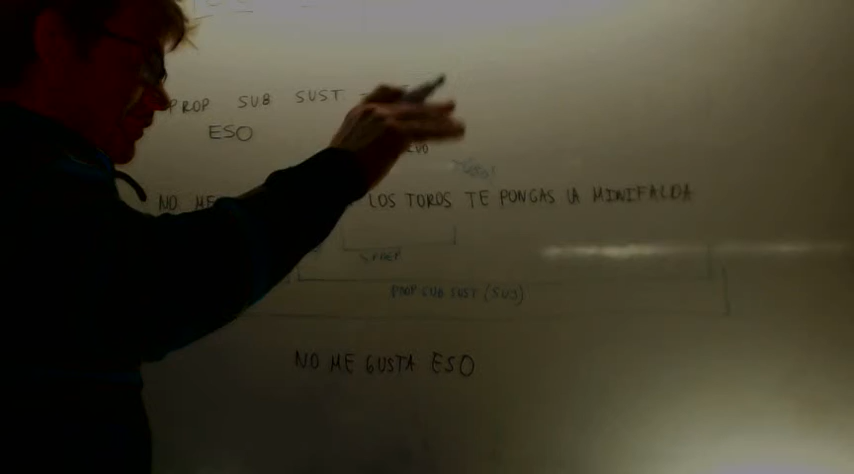 PROP SUB SUST
ESO
NO ME LOS TOROS TE PONGAS LA MINIFALDA
PROP SUB SUST (SUJ)
NO ME GUSTA ESO